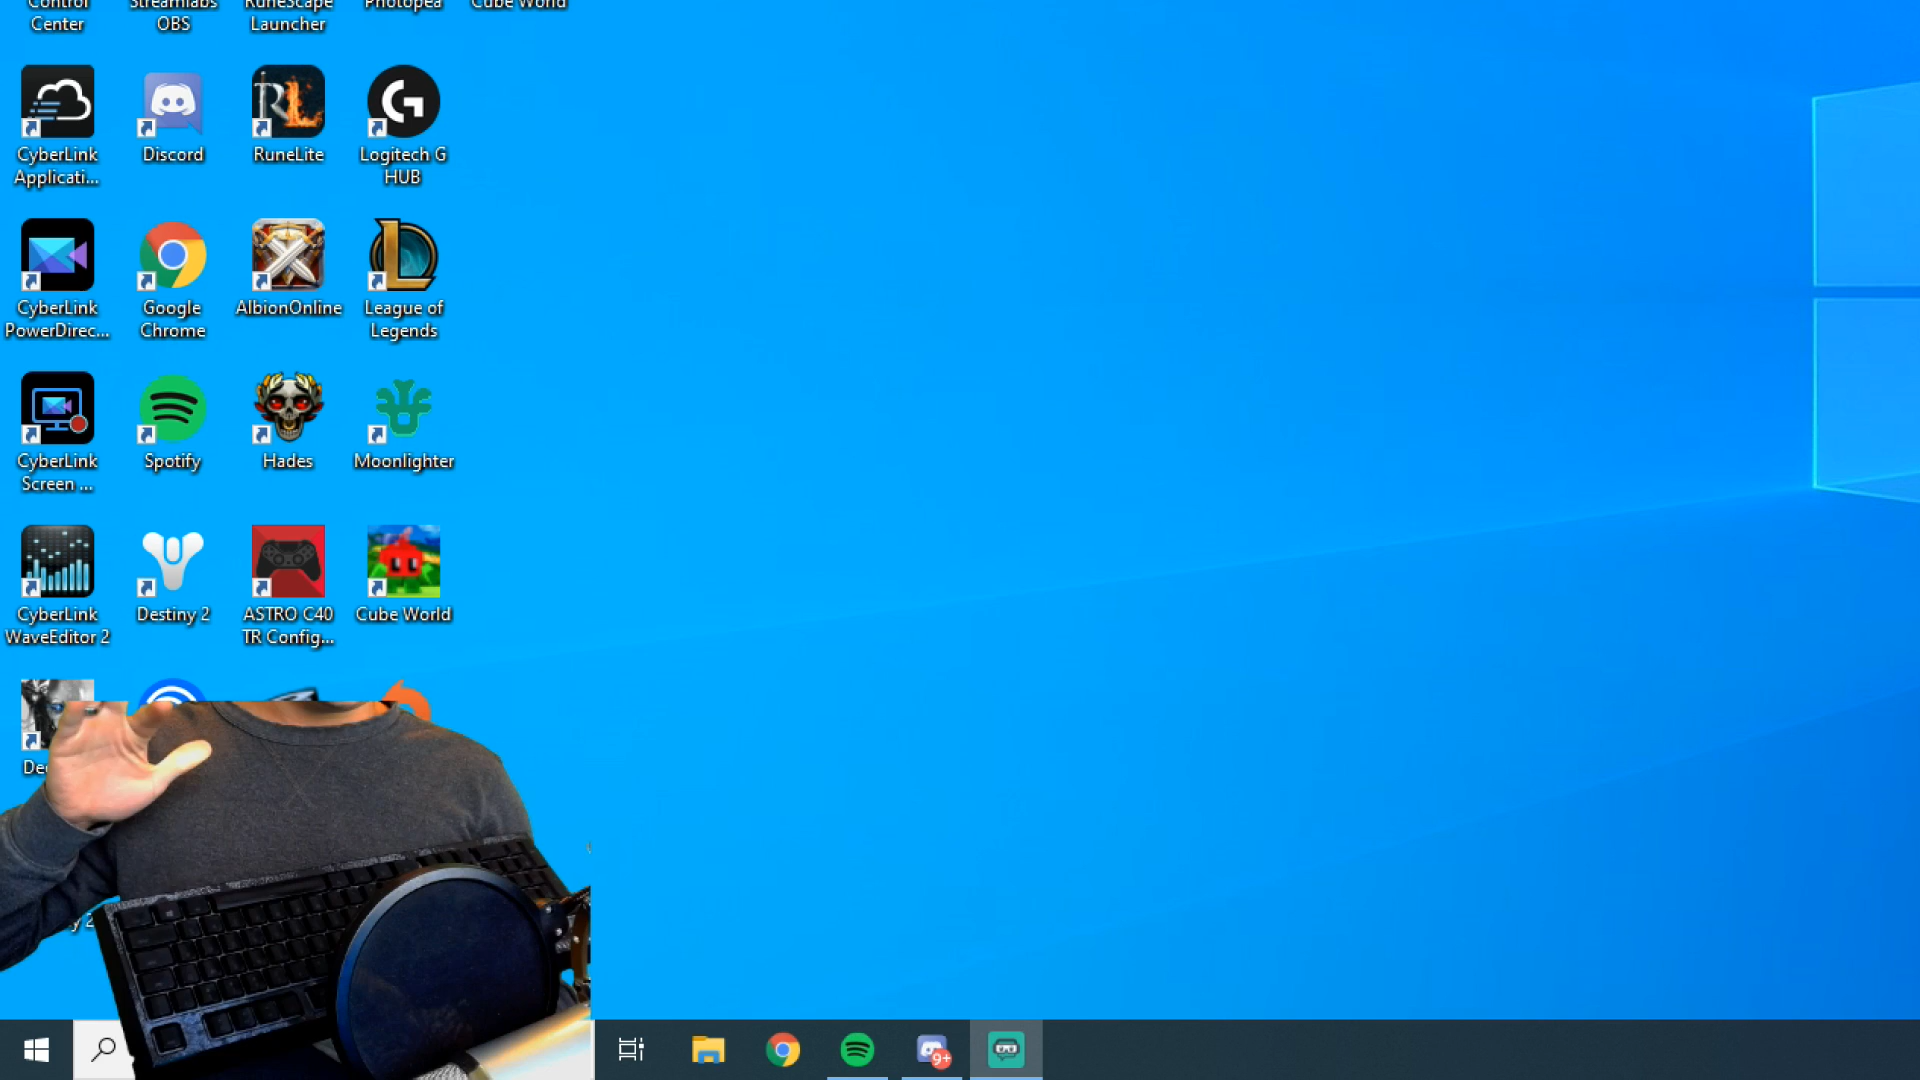 Control
Center
Streamlabs
OBS
RuneScape
Launcher
Photopea
Cube World
CyberLink
Applicati...
Discord
RuneLite
Logitech G
HUB
CyberLink
PowerDirec...
Google
Chrome
AlbionOnline
League of
Legends
CyberLink
Screen ...
Spotify
Hades
Moonlighter
CyberLink
WaveEditor 2
Destiny 2
ASTRO C40
TR Config...
Cube World
9+